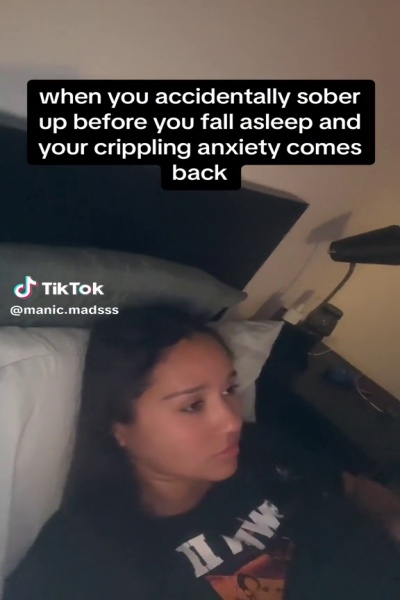 when you accidentally sober
up before you fall asleep and
your crippling anxiety comes
back
TikTok
@manic.madsss